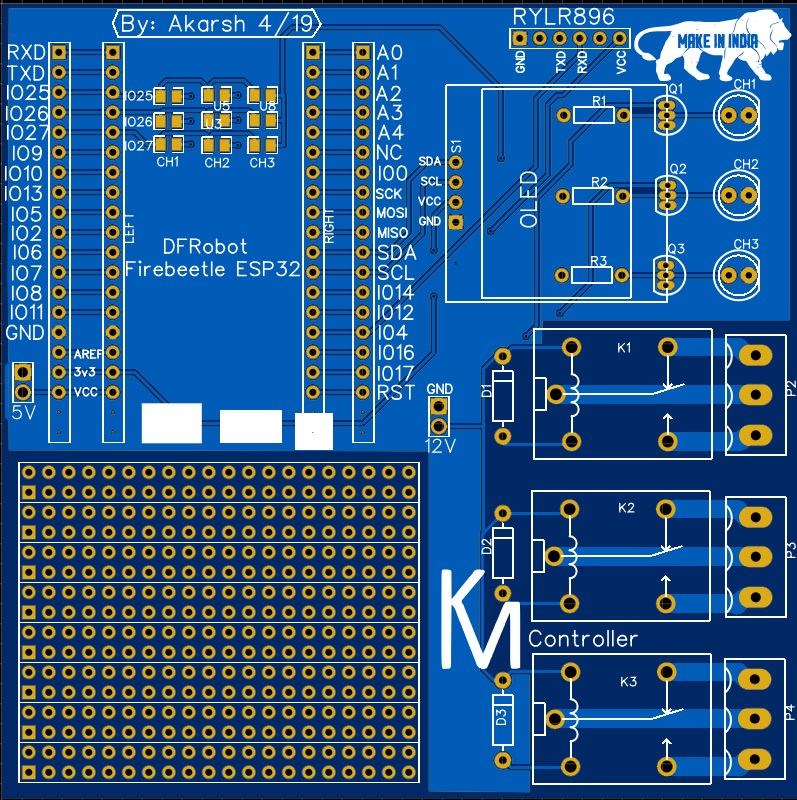 By: Akarsh 4/19
RYLR896
MAKE IN INDIA
GND TXD RXD VCC
RXD
TXD
IO25
IO26
IO27
IO9
IO10
IO13
IO5
IO2
IO6
IO7
IO8
IO11
GND
AREF
3v3
VCC
5V
LEFT
IO25
IO26
IO27
U5 U8
U3
CH1 CH2 CH3
DFRobot
Firebeetle ESP32
RIGHT
A0
A1
A2
A3
A4
NC
IO0
SCK
MOSI
MISO
SDA
SCL
IO14
IO12
IO4
IO16
IO17
RST
S1
SDA
SCL
VCC
GND
OLED
R1 Q1 CH1
R2 Q2 CH2
R3 Q3 CH3
GND
12V
D1 K1 P2
D2 K2 P3
KM Controller
D3 K3 P4